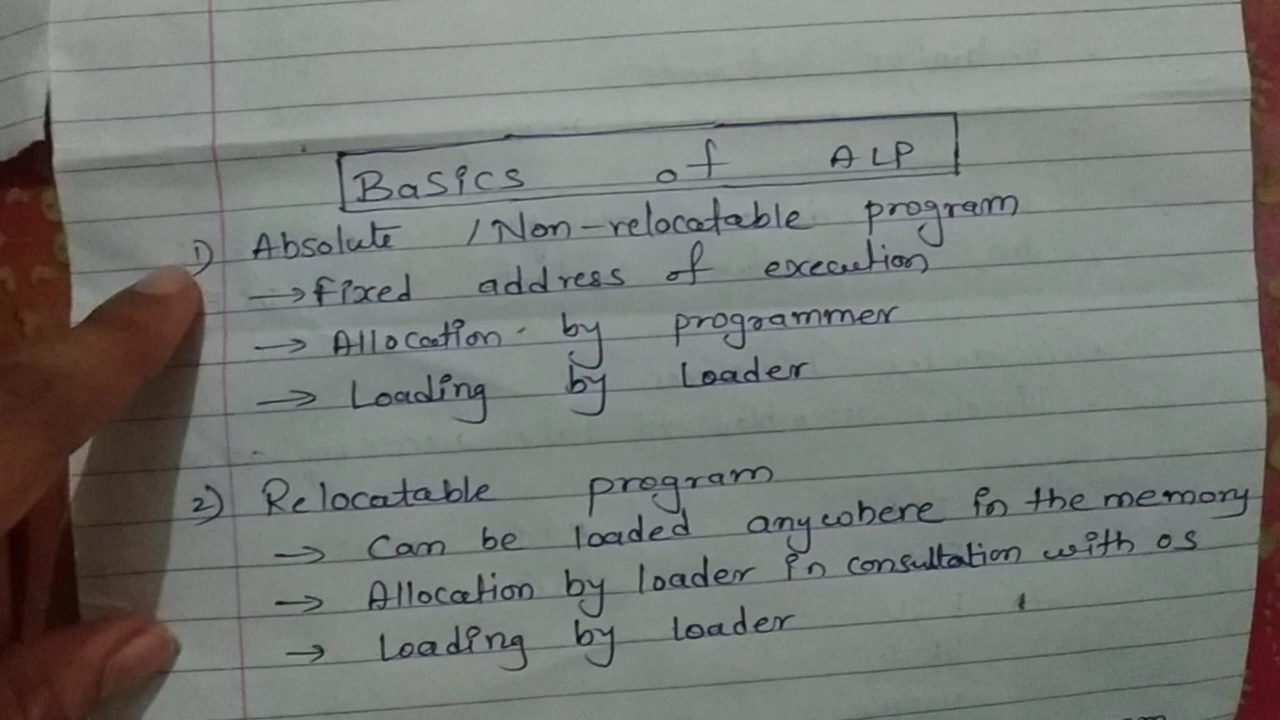 Basics of ALP
1) Absolute / Non-relocatable program
→ fixed address of execution
→ Allocation by programmer
→ Loading by Loader
2) Relocatable program
→ Can be loaded anywhere in the memory
→ Allocation by loader in consultation with os
→ Loading by loader